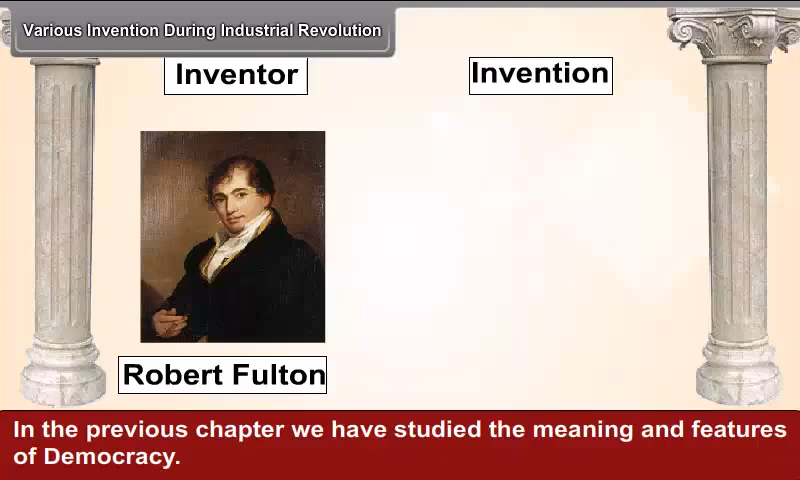 Various Invention During Industrial Revolution
Inventor
Invention
Robert Fulton
In the previous chapter we have studied the meaning and features
of Democracy.